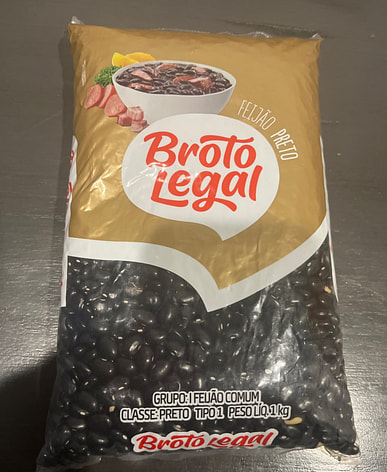 FEIJÃO PRETO
Broto
Legal
GRUPO: I FEIJÃO COMUM
CLASSE: PRETO TIPO 1 PESO LÍQ. 1 kg
Broto Legal